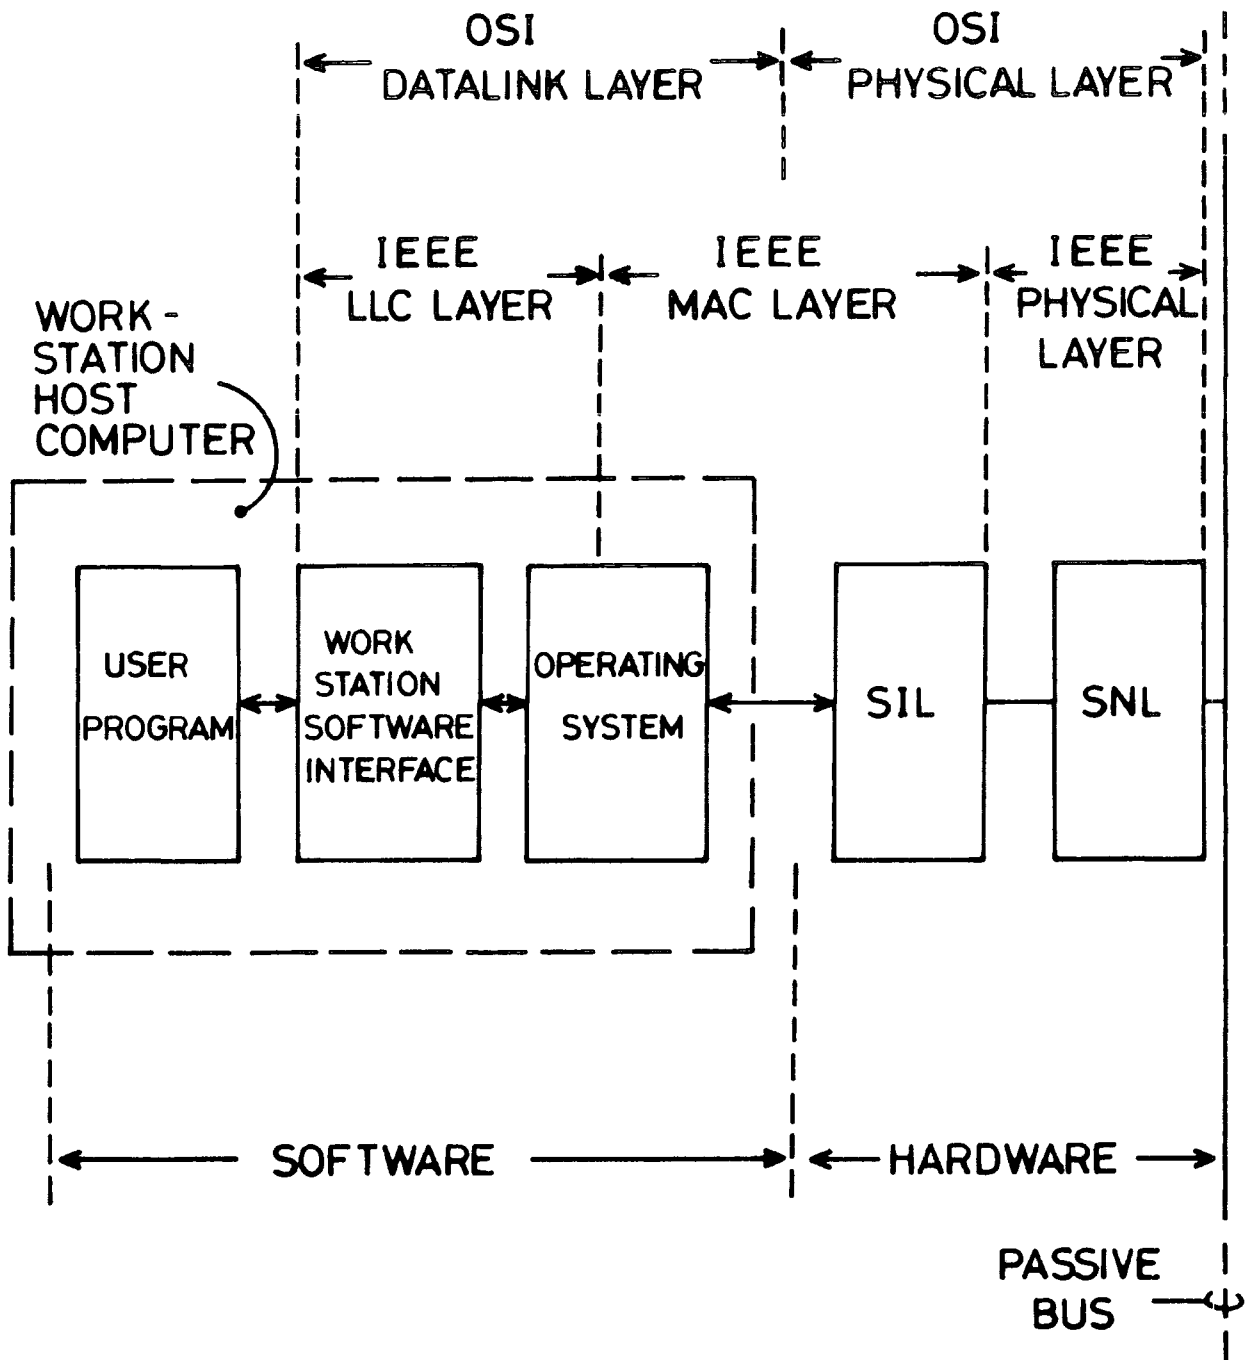 OSI
DATALINK LAYER
OSI
PHYSICAL LAYER
IEEE
LLC LAYER
IEEE
MAC LAYER
IEEE
PHYSICAL
LAYER
WORK-
STATION
HOST
COMPUTER
USER
PROGRAM
WORK
STATION
SOFTWARE
INTERFACE
OPERATING
SYSTEM
SIL
SNL
SOFTWARE
HARDWARE
PASSIVE
BUS